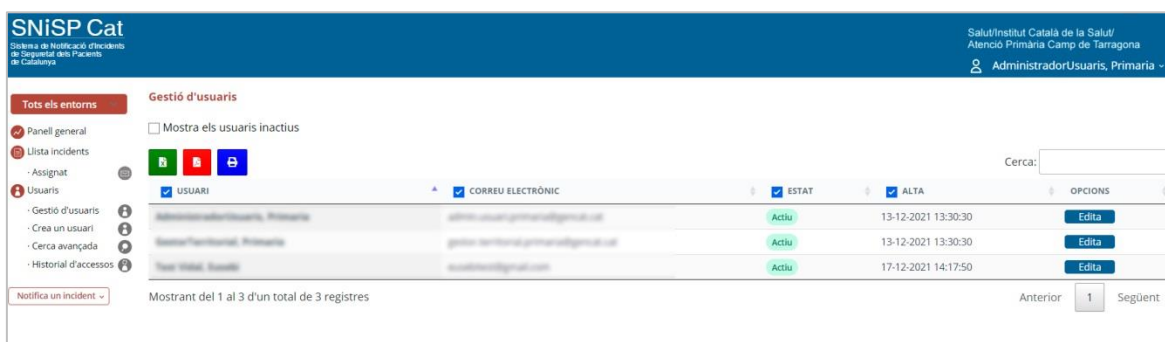 SNiSP Cat
Sistema de Notificació d'Incidents
de Seguretat dels Pacients
de Catalunya
Salut/Institut Català de la Salut/
Atenció Primària Camp de Tarragona
AdministradorUsuaris, Primaria
Tots els entorns
Panell general
Llista incidents
· Assignat
Usuaris
· Gestió d'usuaris
· Crea un usuari
· Cerca avançada
· Historial d'accessos
Notifica un incident
Gestió d'usuaris
Mostra els usuaris inactius
Cerca:
USUARI CORREU ELECTRÒNIC ESTAT ALTA OPCIONS
Actiu 13-12-2021 13:30:30 Edita
Actiu 13-12-2021 13:30:30 Edita
Actiu 17-12-2021 14:17:50 Edita
Mostrant del 1 al 3 d'un total de 3 registres
Anterior 1 Següent